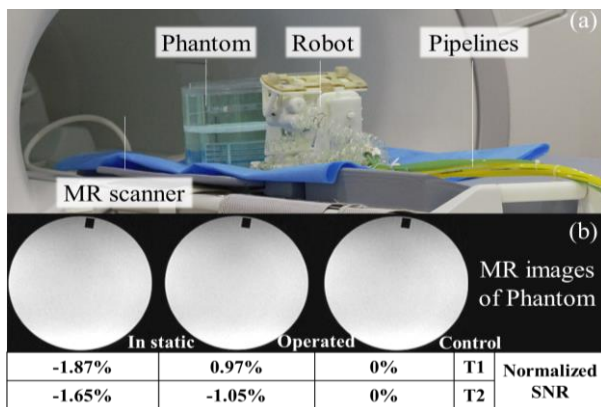 (a)
Phantom Robot Pipelines
MR scanner
(b)
MR images
of Phantom
In static Operated Control
-1.87% 0.97% 0% T1 Normalized
-1.65% -1.05% 0% T2 SNR